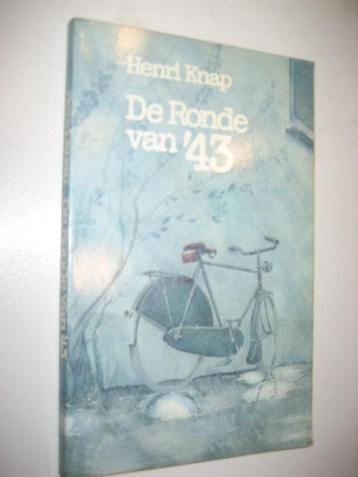 Henri Knap
De Ronde
van '43